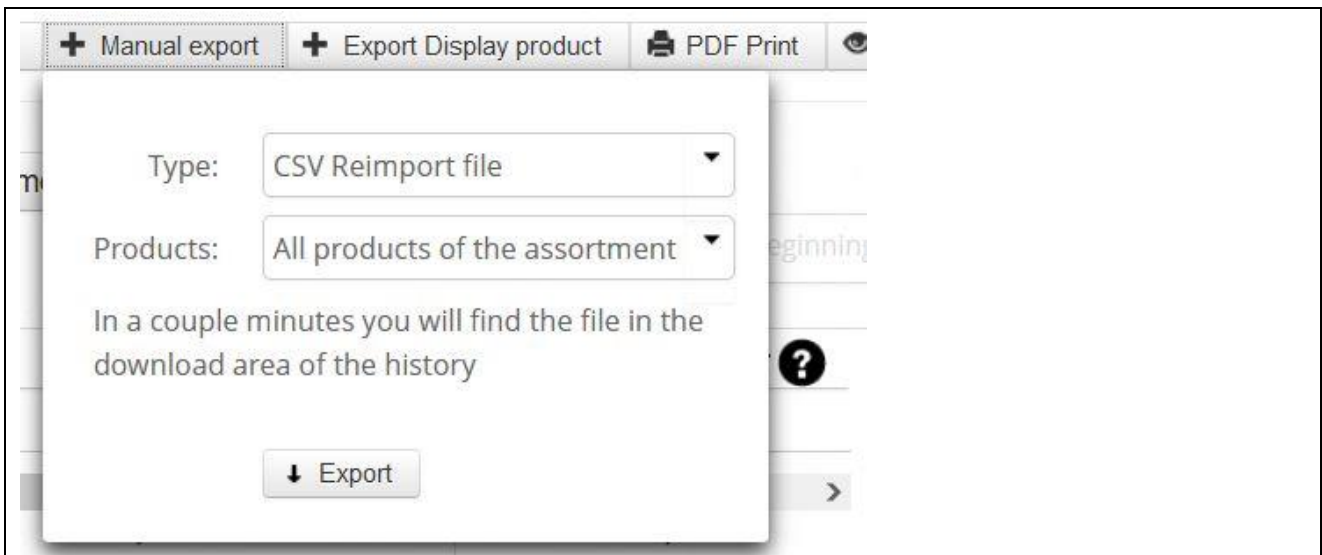 Manual export
Export Display product
PDF Print
Type:
CSV Reimport file
Products:
All products of the assortment
In a couple minutes you will find the file in the
download area of the history
Export